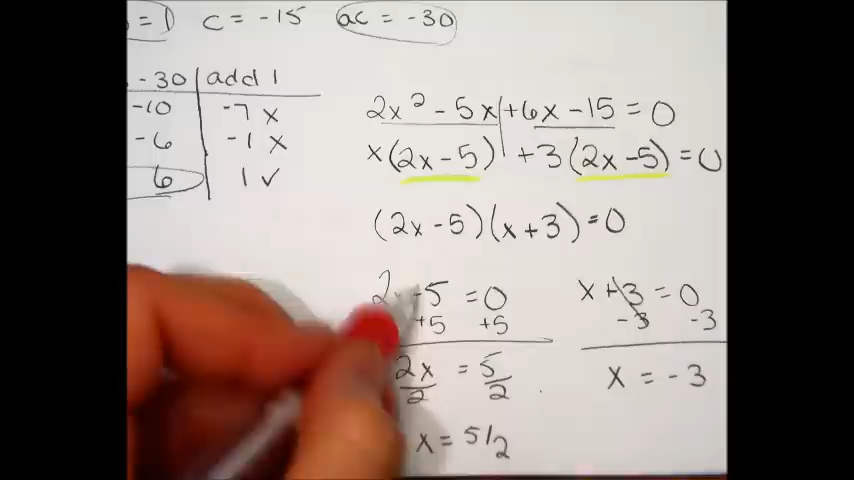 = 1 c = -15 ac = -30
-30 add 1
-10 -7 x
-6 -1 x
6 1 ✓
2x² - 5x + 6x - 15 = 0
x(2x - 5) + 3(2x - 5) = 0
(2x - 5)(x + 3) = 0
2x - 5 = 0 x + 3 = 0
+5 +5 -3 -3
2x/2 = 5/2 x = -3
x = 5/2